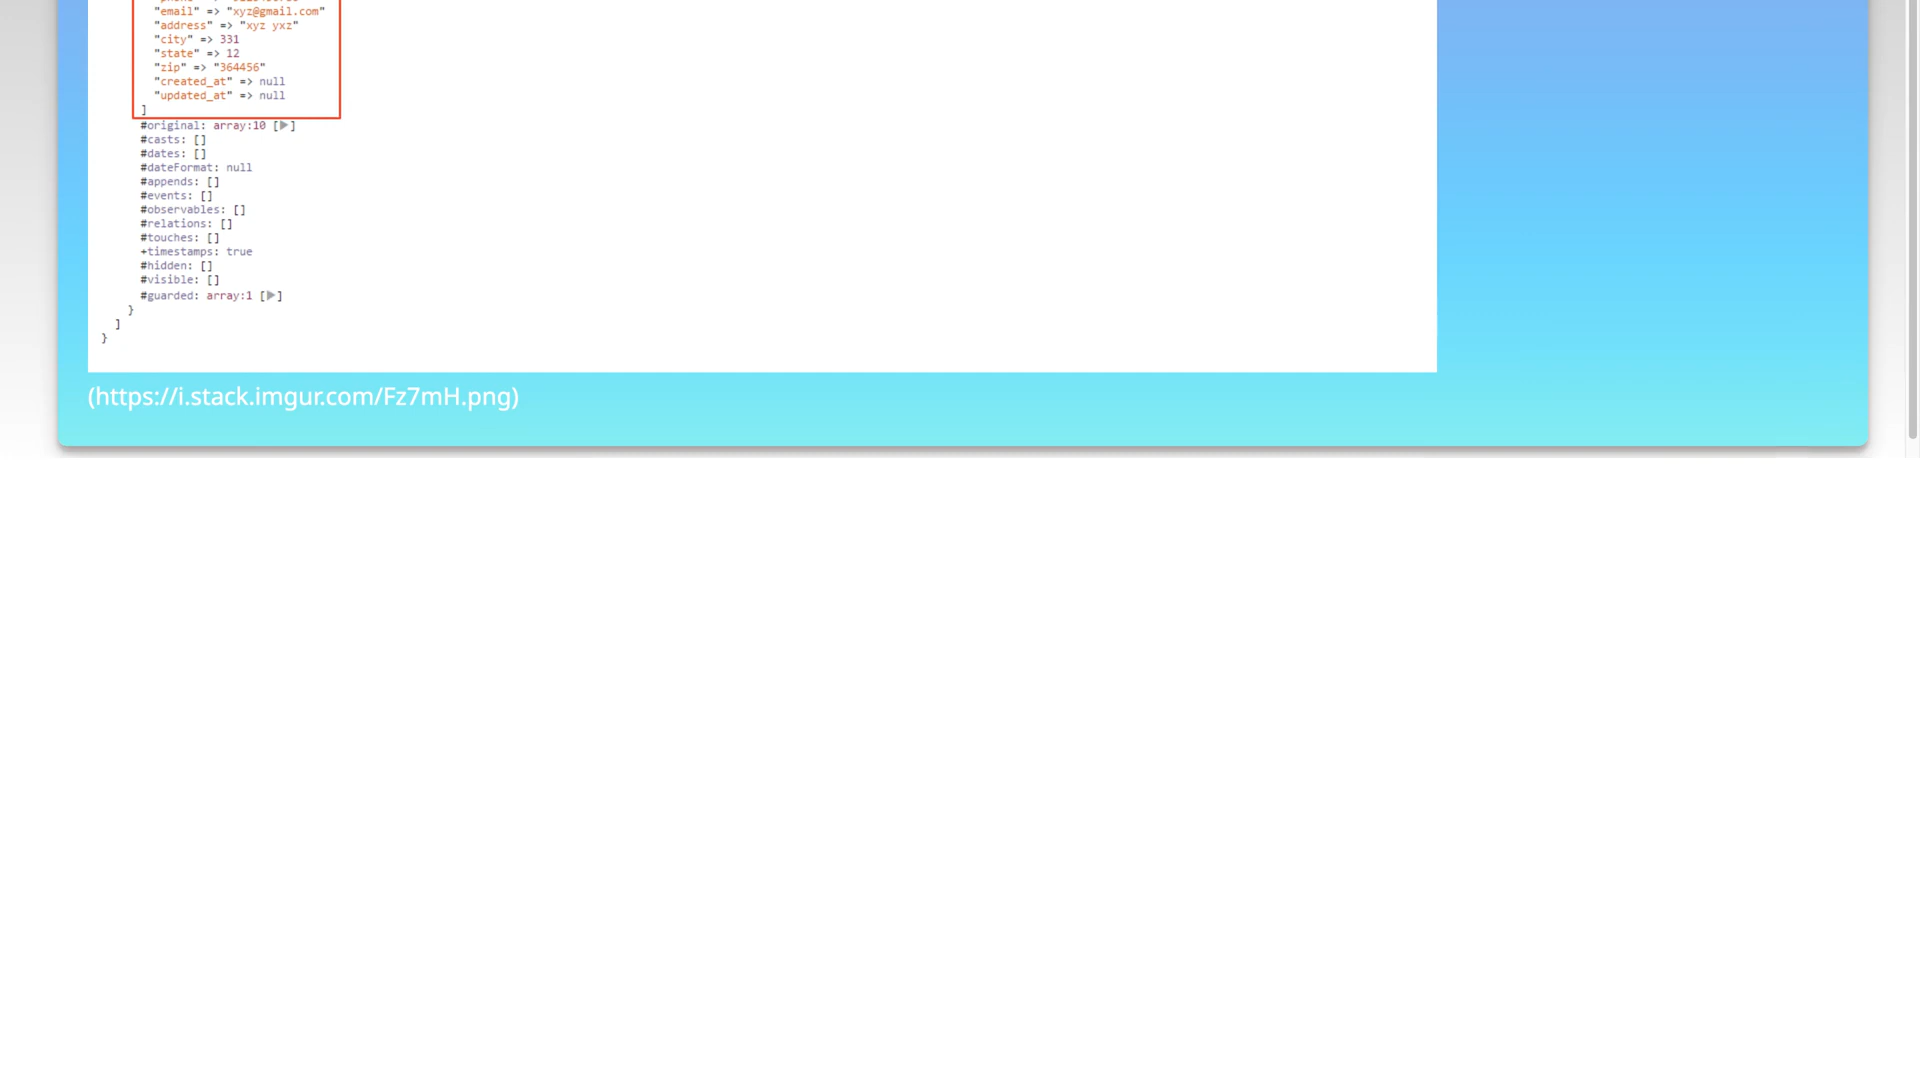 "email" => "xyz@gmail.com"
"address" => "xyz yxz"
"city" => 331
"state" => 12
"zip" => "364456"
"created_at" => null
"updated_at" => null
]
#original: array:10 [▶]
#casts: []
#dates: []
#dateFormat: null
#appends: []
#events: []
#observables: []
#relations: []
#touches: []
+timestamps: true
#hidden: []
#visible: []
#guarded: array:1 [▶]
}
]
}
(https://i.stack.imgur.com/Fz7mH.png)